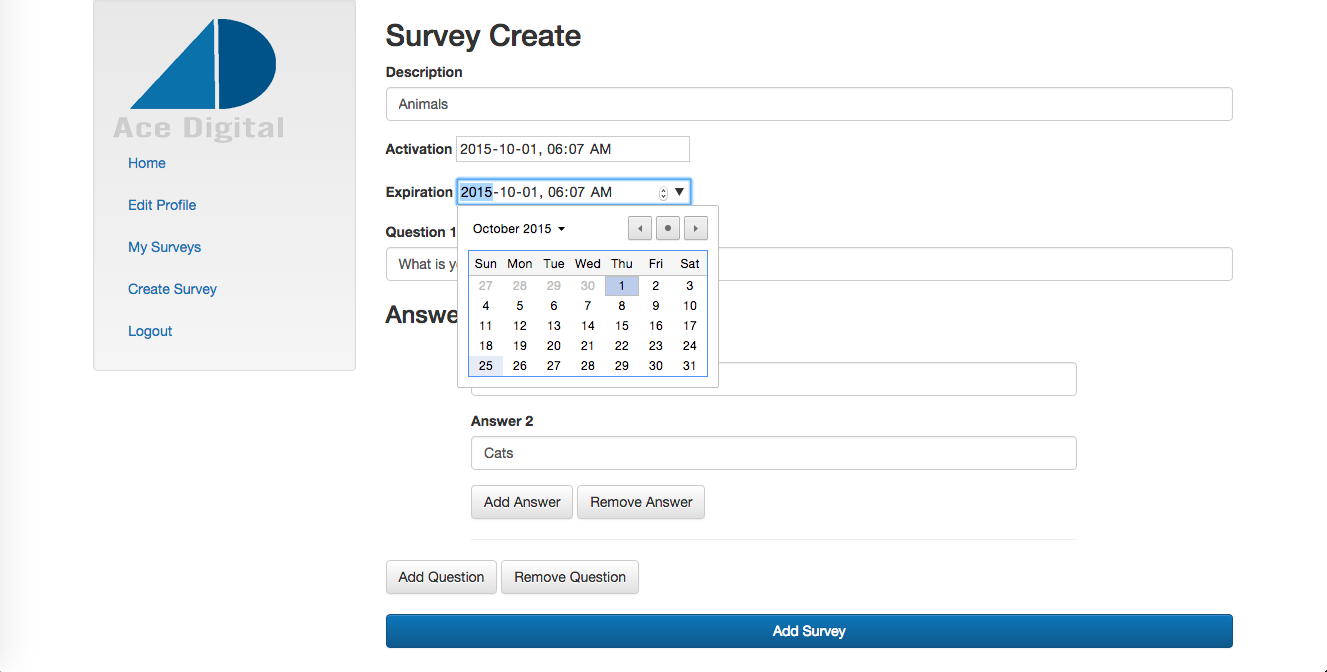 Ace Digital
Home
Edit Profile
My Surveys
Create Survey
Logout
Survey Create
Description
Animals
Activation 2015-10-01, 06:07 AM
Expiration 2015-10-01, 06:07 AM
October 2015
Sun Mon Tue Wed Thu Fri Sat
27 28 29 30 1 2 3
4 5 6 7 8 9 10
11 12 13 14 15 16 17
18 19 20 21 22 23 24
25 26 27 28 29 30 31
Question 1
What is
Answer 2
Cats
Add Answer Remove Answer
Add Question Remove Question
Add Survey